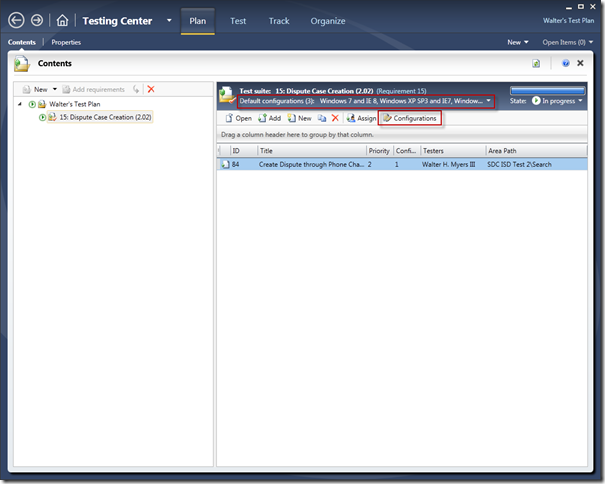 Testing Center Plan Test Track Organize Walter's Test Plan
Contents Properties New Open Items (0)
Contents
New Add requirements
Walter's Test Plan
15: Dispute Case Creation (2.02)
Test suite: 15: Dispute Case Creation (2.02) (Requirement 15)
Default configurations (3): Windows 7 and IE 8, Windows XP SP3 and IE7, Window...
State: In progress
Open Add New Assign Configurations
Drag a column header here to group by that column.
ID Title Priority Confi... Testers Area Path
84 Create Dispute through Phone Cha... 2 1 Walter H. Myers III SDC ISD Test 2\Search